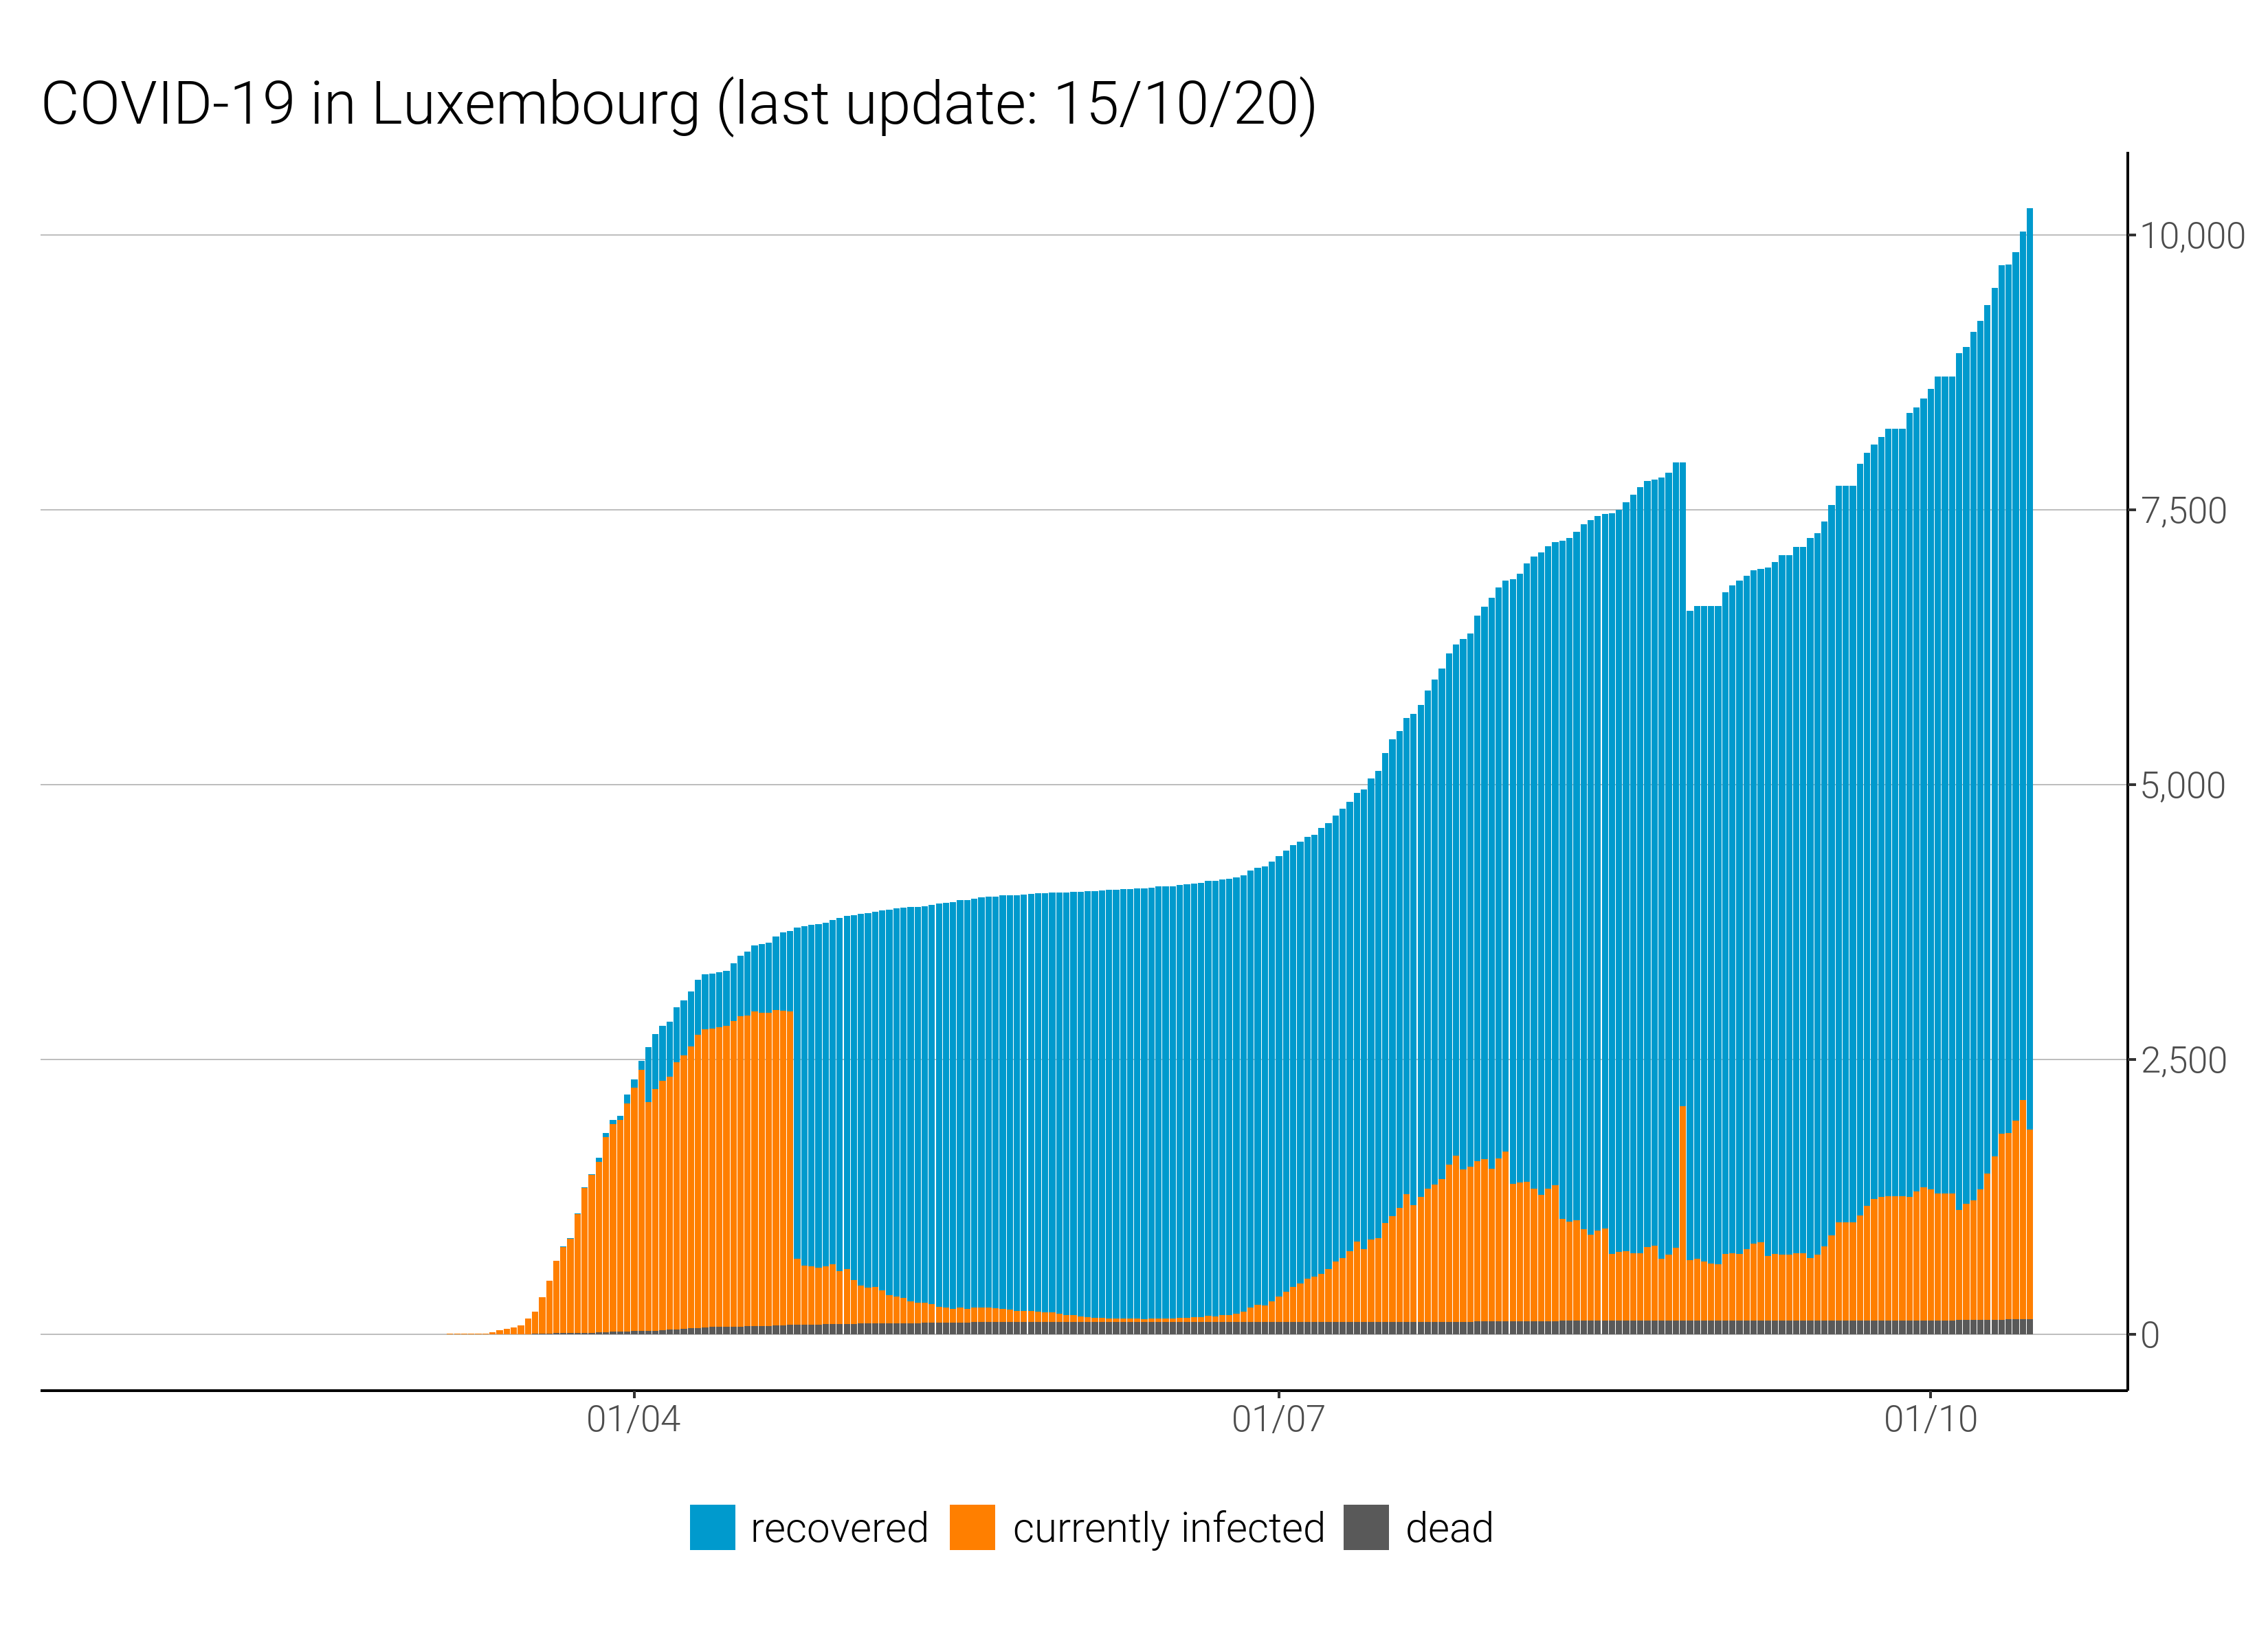 COVID-19 in Luxembourg (last update: 15/10/20)
10,000
7,500
5,000
2,500
0
01/04 01/07 01/10
recovered currently infected dead